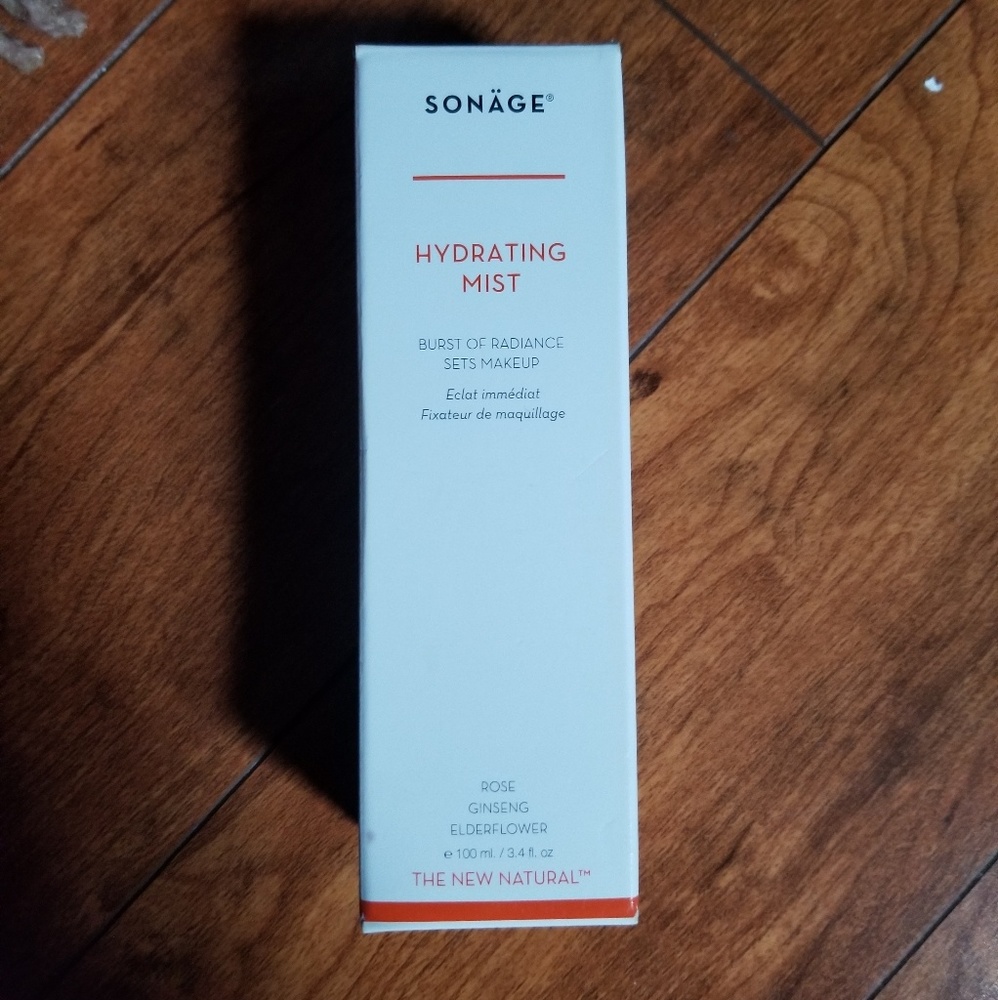 SONÄGE®
HYDRATING
MIST
BURST OF RADIANCE
SETS MAKEUP
Eclat immédiat
Fixateur de maquillage
ROSE
GINSENG
ELDERFLOWER
℮ 100 ml. / 3.4 fl. oz
THE NEW NATURAL™